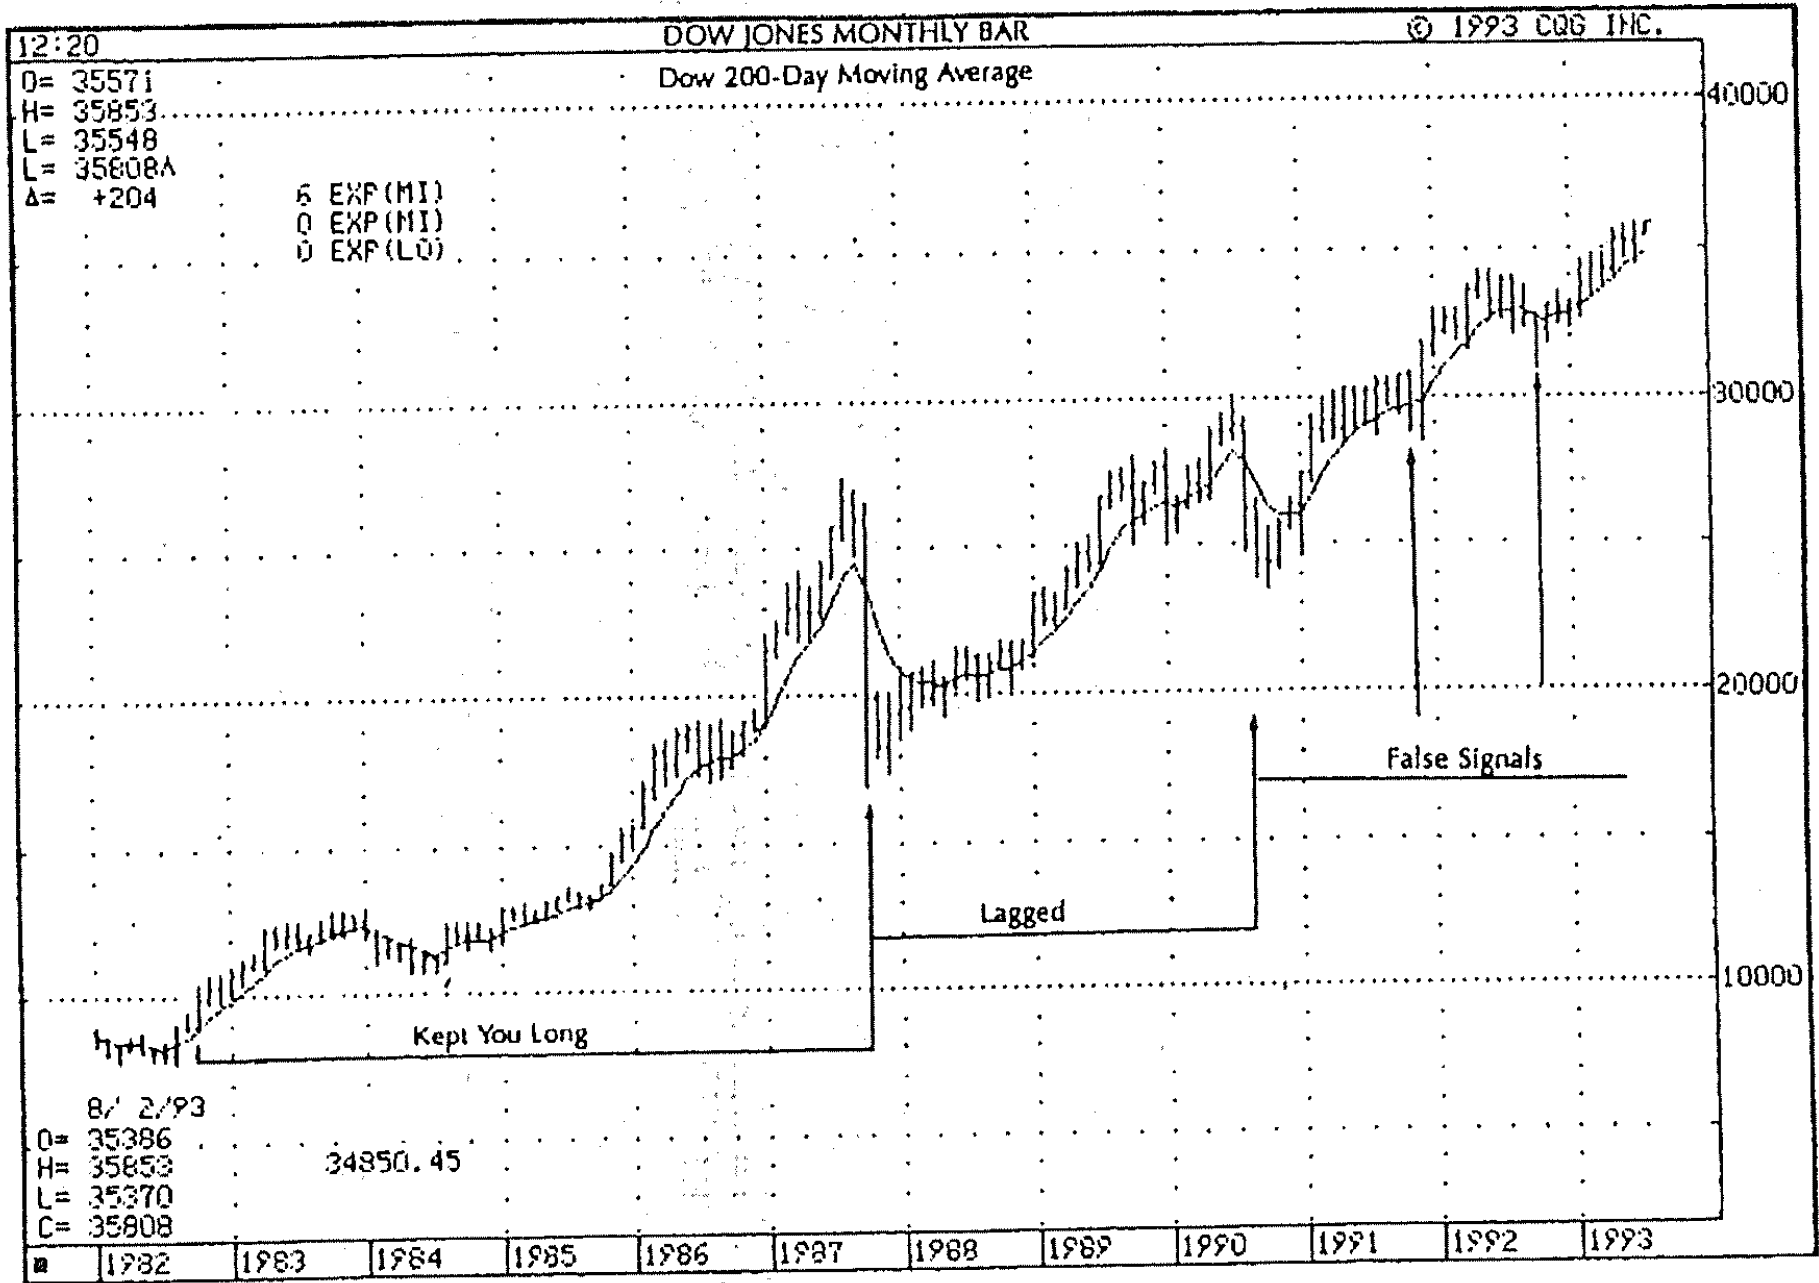 DOW JONES MONTHLY BAR
12:20
© 1993 CQG INC.
Dow 200-Day Moving Average
O= 35571
H= 35853
L= 35548
L= 35808A
Δ= +204
6 EXP(MI)
0 EXP(MI)
0 EXP(LO)
40000
30000
20000
10000
False Signals
Lagged
Kept You Long
8/ 2/93
O= 35386
H= 35853
L= 35370
C= 35808
34850.45
1982 1983 1984 1985 1986 1987 1988 1989 1990 1991 1992 1993